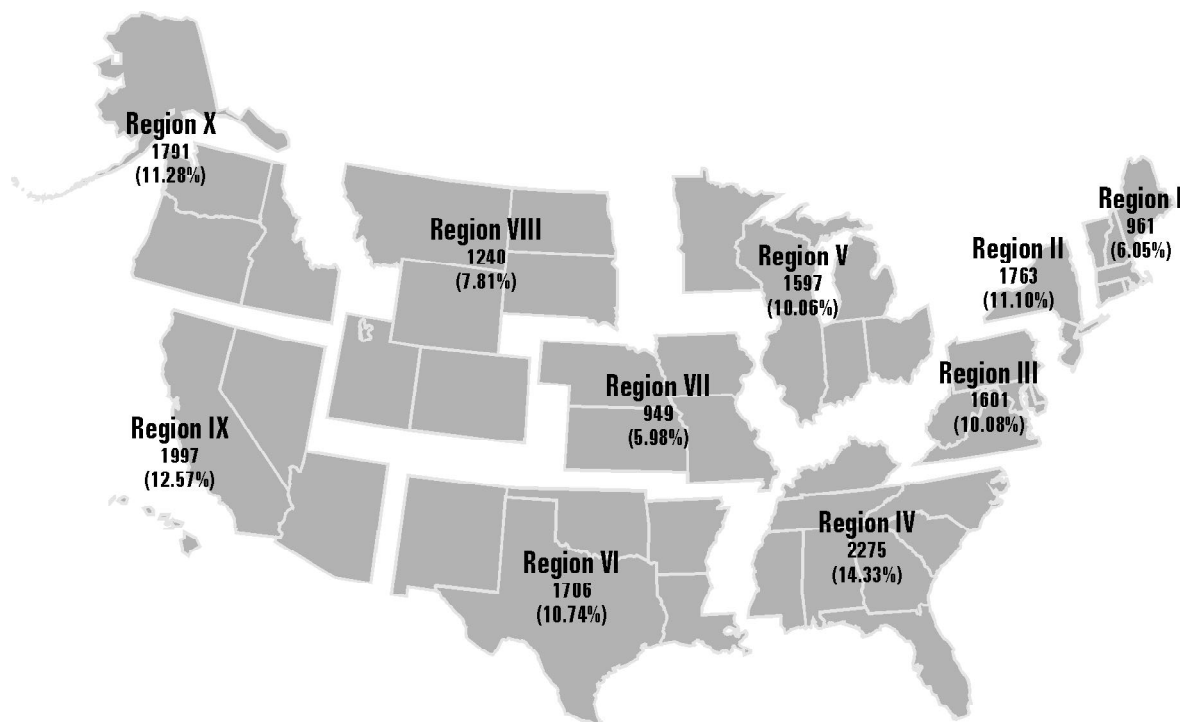 Region X
1791
(11.28%)
Region VIII
1240
(7.81%)
Region V
1597
(10.06%)
Region II
1763
(11.10%)
Region I
961
(6.05%)
Region IX
1997
(12.57%)
Region VII
949
(5.98%)
Region III
1601
(10.08%)
Region VI
1706
(10.74%)
Region IV
2275
(14.33%)